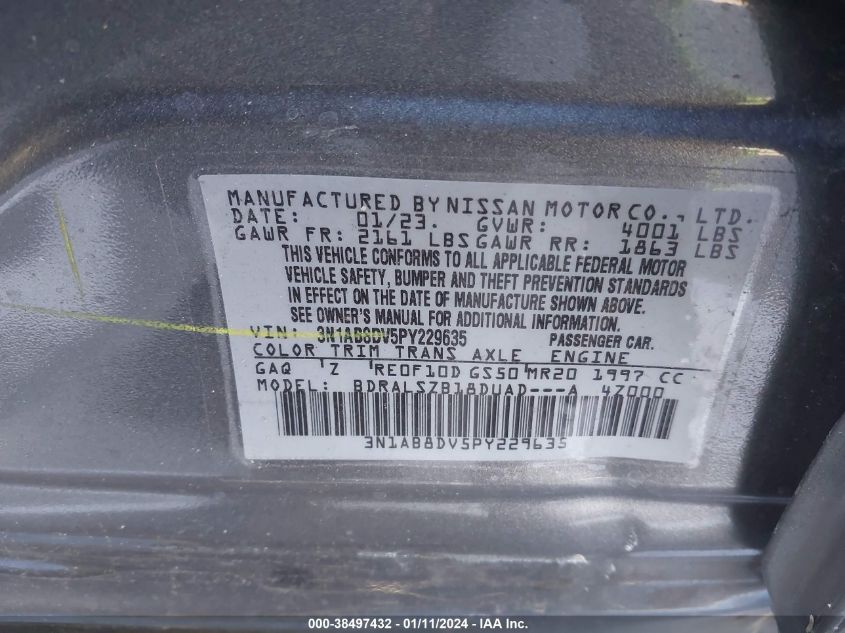 MANUFACTURED BY NISSAN MOTOR CO., LTD.
DATE: 01/23. GVWR: 4001 LBS
GAWR FR: 2161 LBS GAWR RR: 1863 LBS
THIS VEHICLE CONFORMS TO ALL APPLICABLE FEDERAL MOTOR
VEHICLE SAFETY, BUMPER AND THEFT PREVENTION STANDARDS
IN EFFECT ON THE DATE OF MANUFACTURE SHOWN ABOVE.
SEE OWNER'S MANUAL FOR ADDITIONAL INFORMATION.
VIN: 3N1AB8DV5PY229635 PASSENGER CAR.
COLOR TRIM TRANS AXLE ENGINE
GAQ 'Z RE0F10D GS50 MR20 1997 CC
MODEL: BDRALSZB18DUAD---A 4Z000
3N1AB8DV5PY229635
000-38497432 - 01/11/2024 - IAA Inc.